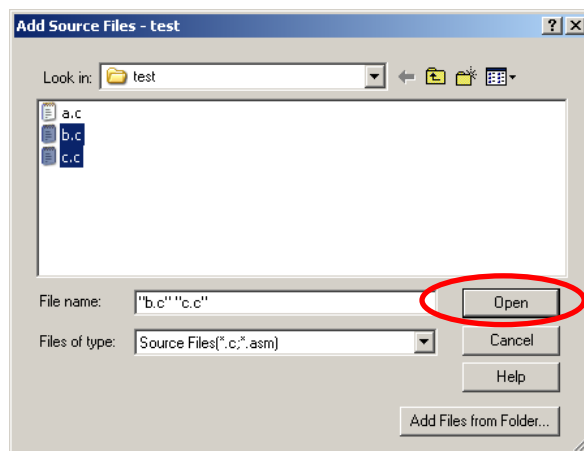 Add Source Files - test
Look in: test
a.c
b.c
c.c
File name: "b.c" "c.c" Open
Files of type: Source Files(*.c;*.asm) Cancel
Help
Add Files from Folder...